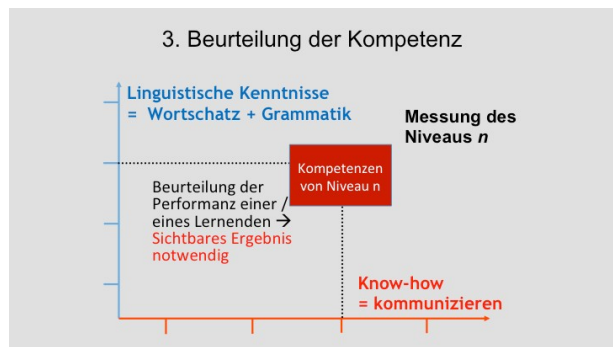 3. Beurteilung der Kompetenz
Linguistische Kenntnisse
= Wortschatz + Grammatik
Messung des
Niveaus n
Kompetenzen
von Niveau n
Beurteilung der
Performanz einer /
eines Lernenden →
Sichtbares Ergebnis
notwendig
Know-how
= kommunizieren